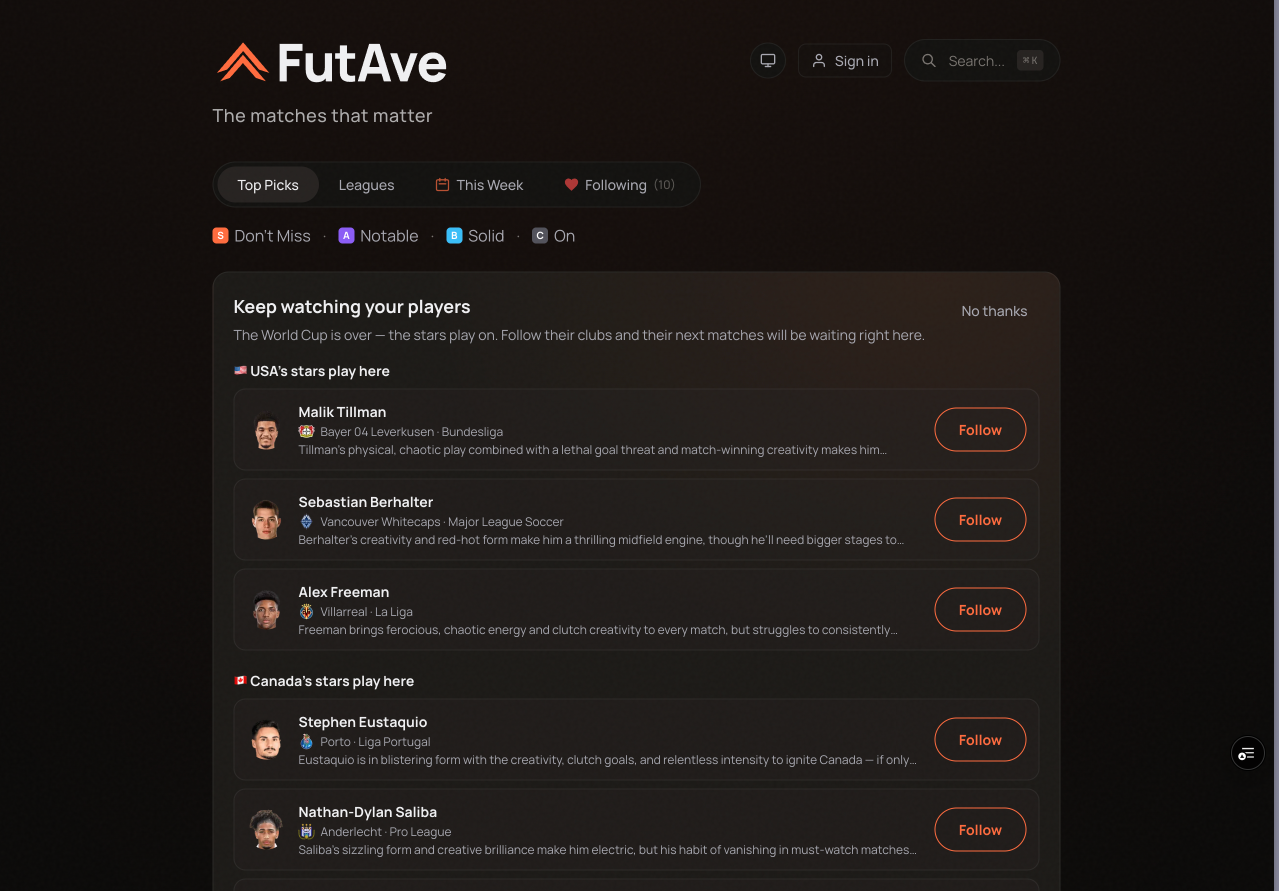 FutAve
Sign in
Search... ⌘K
The matches that matter
Top Picks
Leagues
This Week
Following (10)
S Don't Miss · A Notable · B Solid · C On
Keep watching your players
No thanks
The World Cup is over — the stars play on. Follow their clubs and their next matches will be waiting right here.
🇺🇸 USA's stars play here
Malik Tillman
Bayer 04 Leverkusen · Bundesliga
Tillman's physical, chaotic play combined with a lethal goal threat and match-winning creativity makes him…
Follow
Sebastian Berhalter
Vancouver Whitecaps · Major League Soccer
Berhalter's creativity and red-hot form make him a thrilling midfield engine, though he'll need bigger stages to…
Follow
Alex Freeman
Villarreal · La Liga
Freeman brings ferocious, chaotic energy and clutch creativity to every match, but struggles to consistently…
Follow
🇨🇦 Canada's stars play here
Stephen Eustaquio
Porto · Liga Portugal
Eustaquio is in blistering form with the creativity, clutch goals, and relentless intensity to ignite Canada — if only…
Follow
Nathan-Dylan Saliba
Anderlecht · Pro League
Saliba's sizzling form and creative brilliance make him electric, but his habit of vanishing in must-watch matches…
Follow